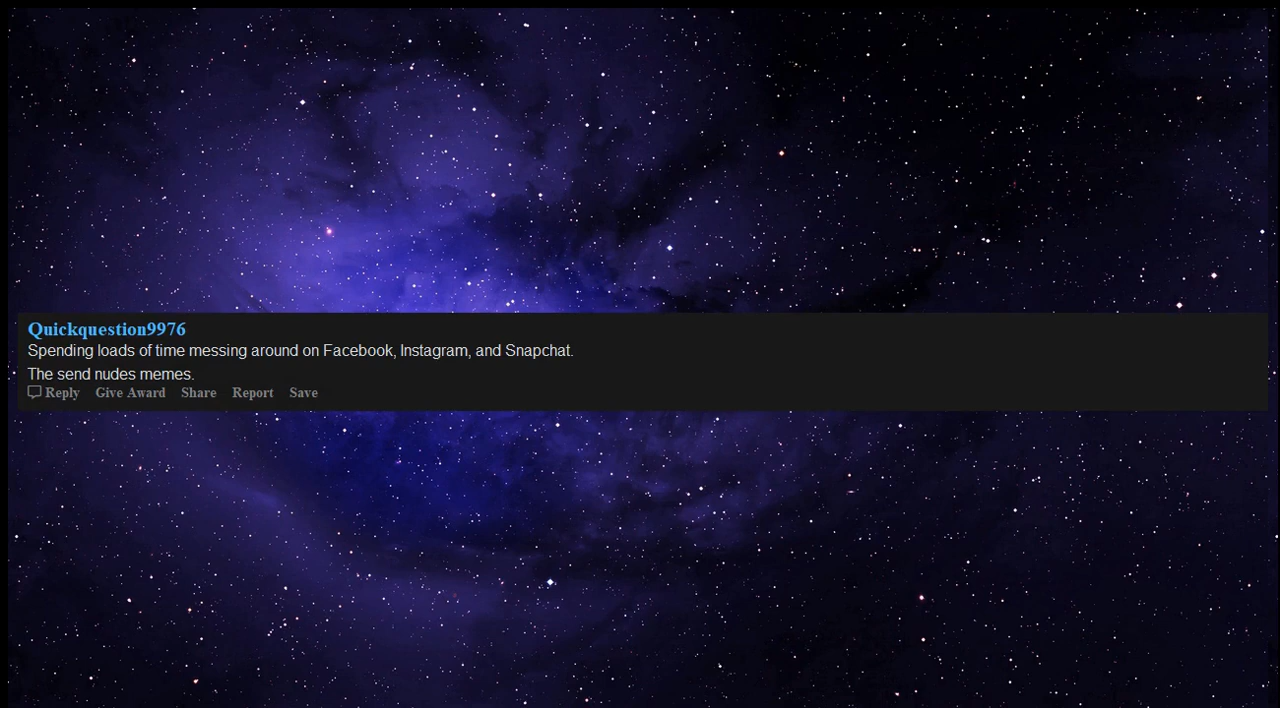 Quickquestion9976
Spending loads of time messing around on Facebook, Instagram, and Snapchat.
The send nudes memes.
Reply Give Award Share Report Save